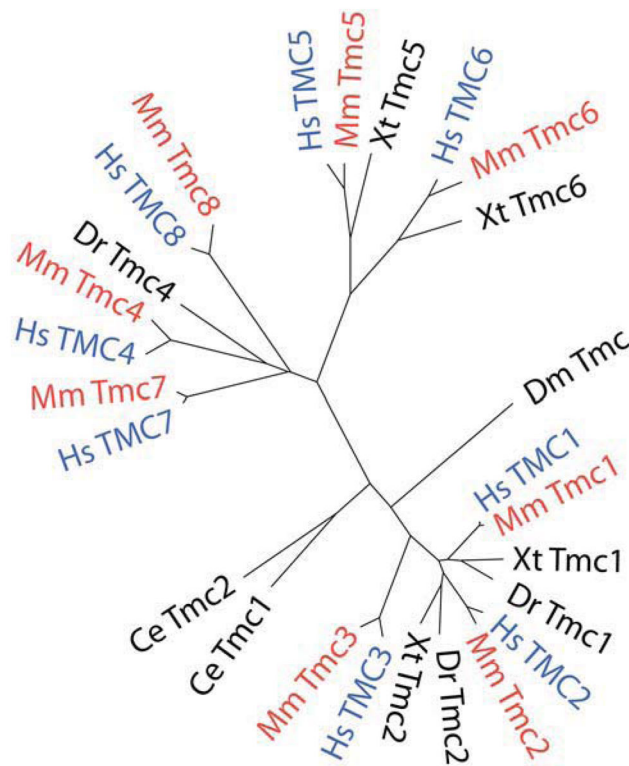 Hs TMC5
Mm Tmc5
Xt Tmc5
Hs TMC6
Mm Tmc6
Xt Tmc6
Mm Tmc8
Hs TMC8
Dr Tmc4
Mm Tmc4
Hs TMC4
Mm Tmc7
Hs TMC7
Dm Tmc
Hs TMC1
Mm Tmc1
Xt Tmc1
Dr Tmc1
Hs TMC2
Mm Tmc2
Dr Tmc2
Xt Tmc2
Hs TMC3
Mm Tmc3
Ce Tmc1
Ce Tmc2